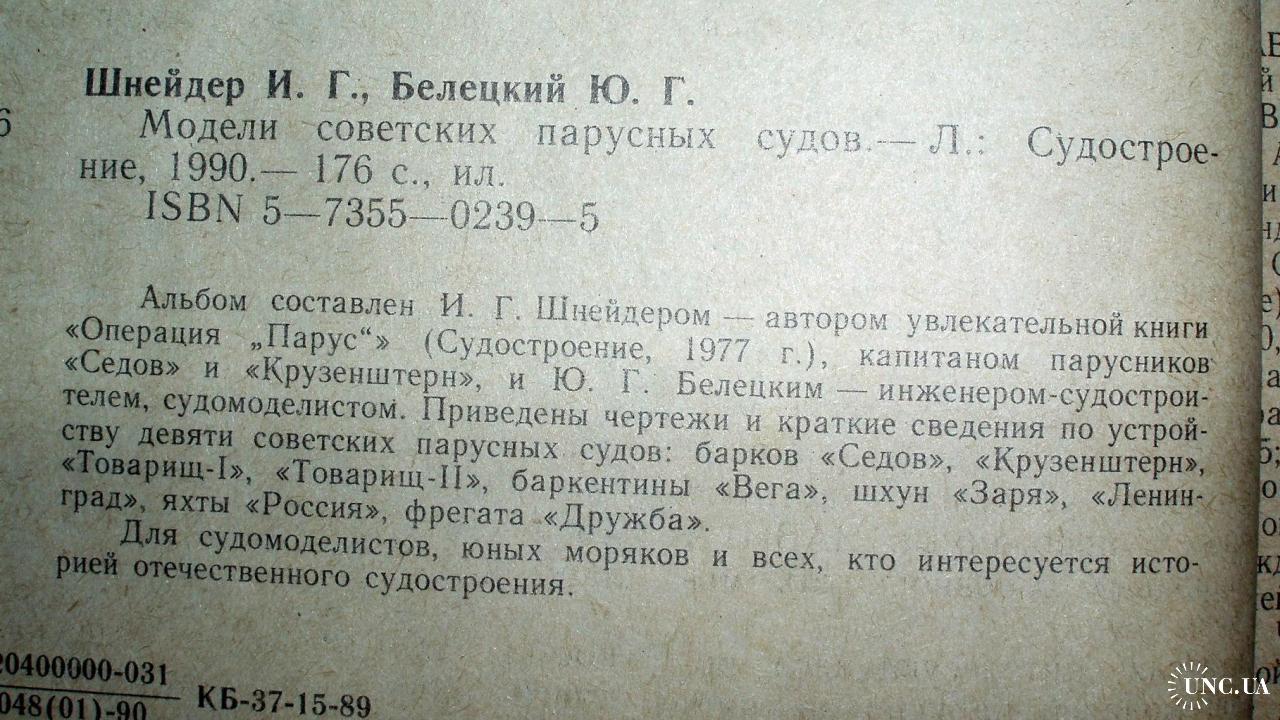 Шнейдер И. Г., Белецкий Ю. Г.
6
Модели советских парусных судов.— Л.: Судострое-
ние, 1990.— 176 с., ил.
ISBN 5—7355—0239—5
Альбом составлен И. Г. Шнейдером — автором увлекательной книги
«Операция „Парус“» (Судостроение, 1977 г.), капитаном парусников
«Седов» и «Крузенштерн», и Ю. Г. Белецким — инженером-судострои-
телем, судомоделистом. Приведены чертежи и краткие сведения по устрой-
ству девяти советских парусных судов: барков «Седов», «Крузенштерн»,
«Товарищ-I», «Товарищ-II», баркентины «Вега», шхун «Заря», «Ленин-
град», яхты «Россия», фрегата «Дружба».
Для судомоделистов, юных моряков и всех, кто интересуется исто-
рией отечественного судостроения.
20400000-031
048(01)-90
КБ-37-15-89
UNC.UA